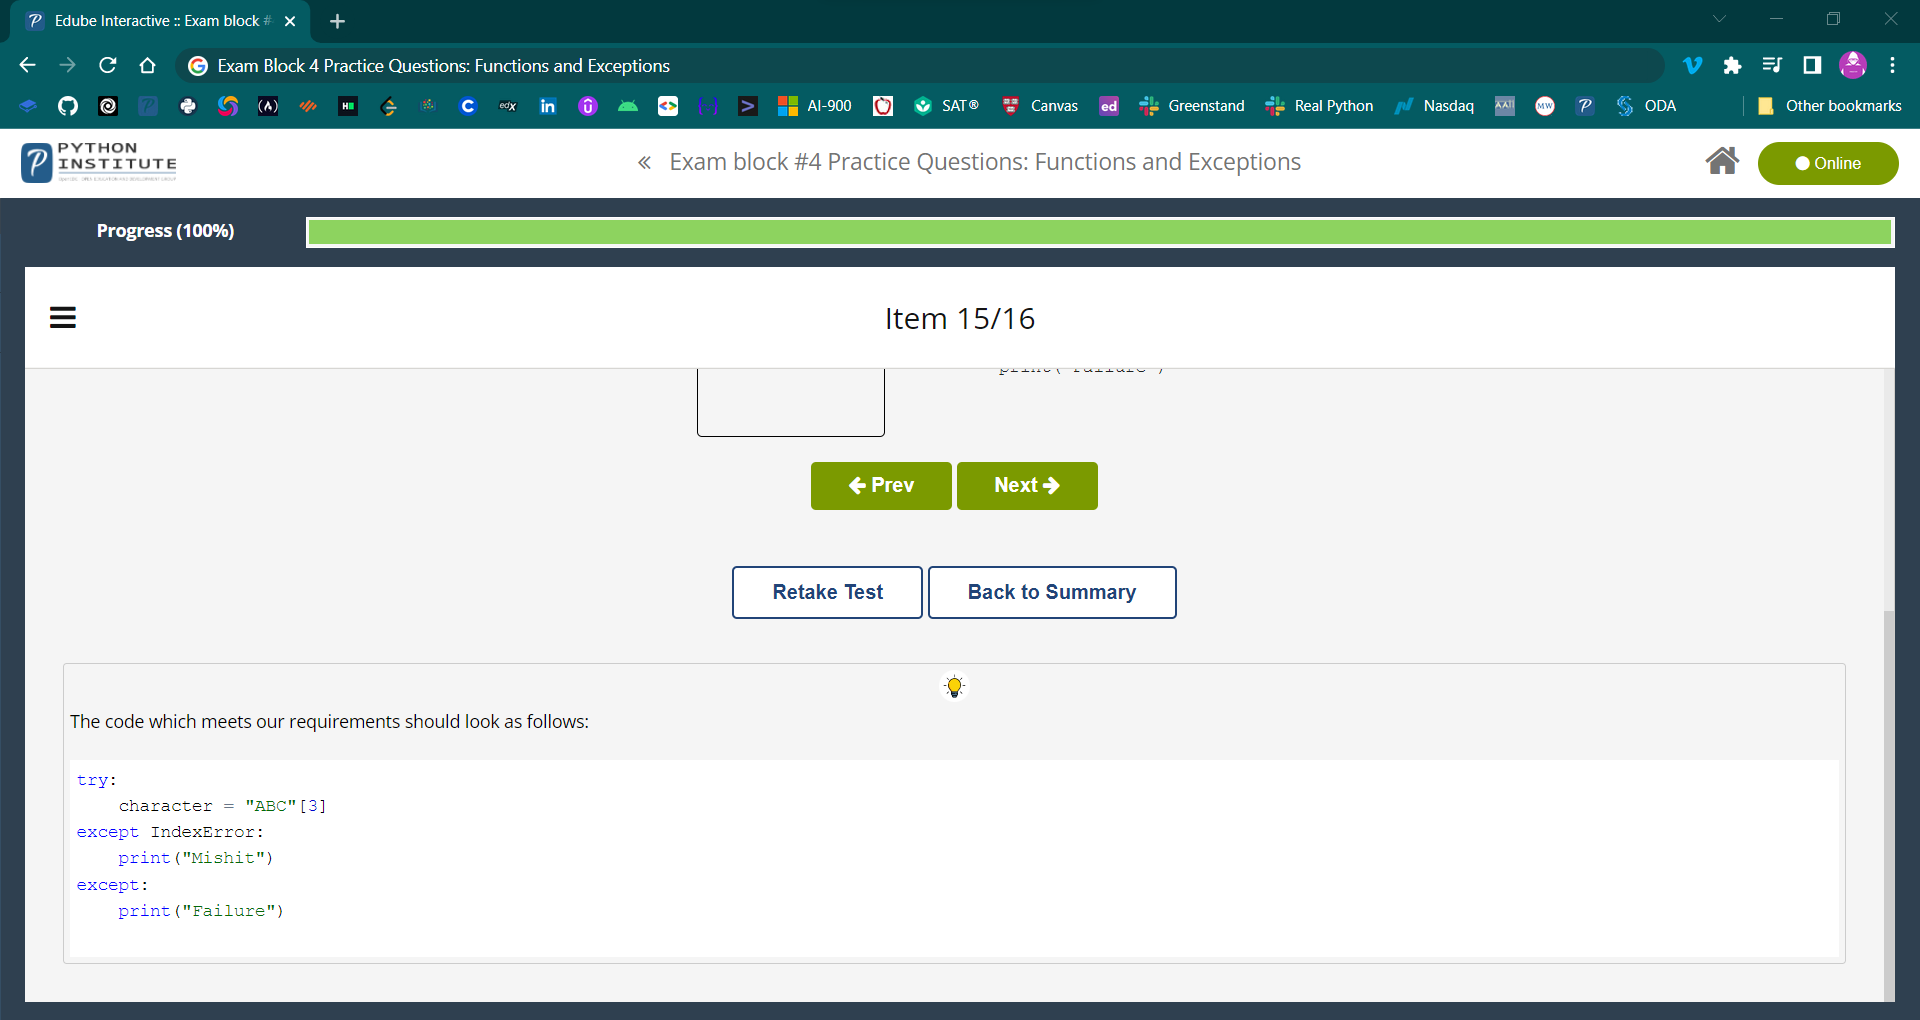 Edube Interactive :: Exam block #
Exam Block 4 Practice Questions: Functions and Exceptions
AI-900
SAT®
Canvas
ed
Greenstand
Real Python
Nasdaq
ODA
Other bookmarks
PYTHON
INSTITUTE
« Exam block #4 Practice Questions: Functions and Exceptions
Online
Progress (100%)
Item 15/16
Prev
Next
Retake Test
Back to Summary
The code which meets our requirements should look as follows:
try:
    character = "ABC"[3]
except IndexError:
    print("Mishit")
except:
    print("Failure")